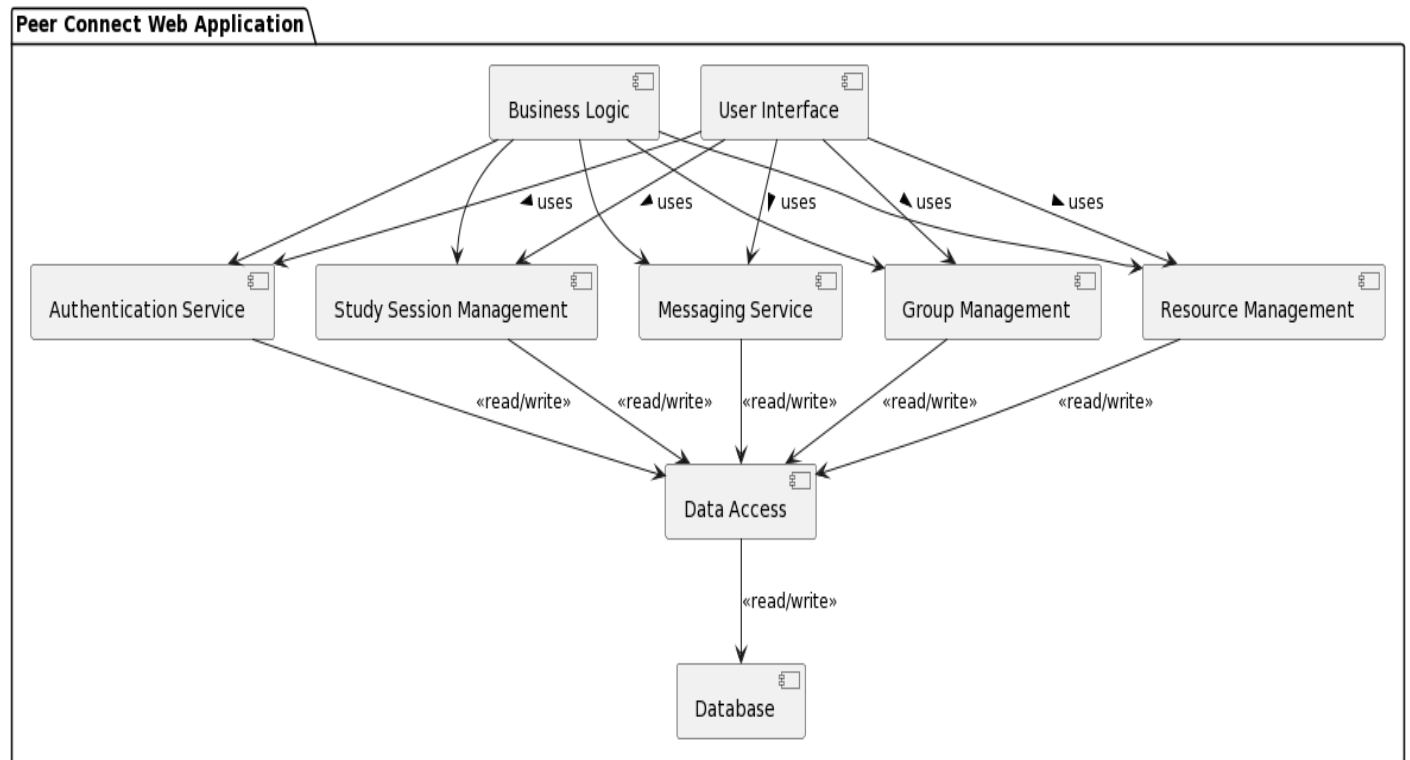 Peer Connect Web Application
Business Logic
User Interface
uses
uses
uses
uses
uses
Authentication Service
Study Session Management
Messaging Service
Group Management
Resource Management
«read/write»
«read/write»
«read/write»
«read/write»
«read/write»
Data Access
«read/write»
Database